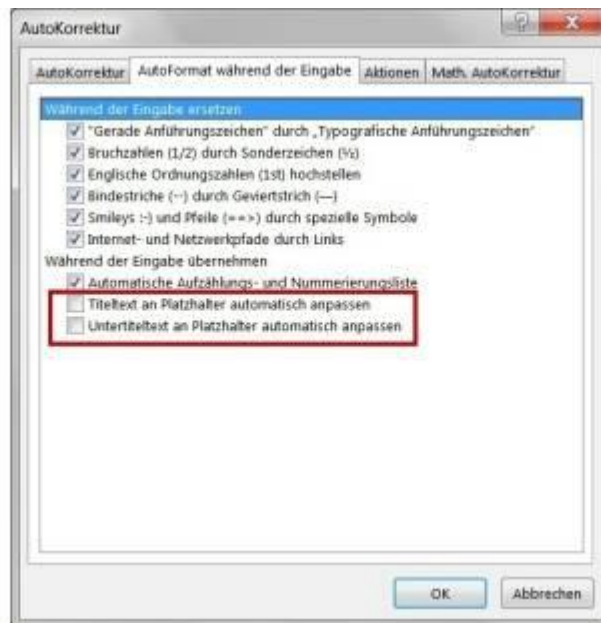 AutoKorrektur
AutoKorrektur AutoFormat während der Eingabe Aktionen Math. AutoKorrektur
Während der Eingabe ersetzen
"Gerade Anführungszeichen" durch „Typografische Anführungszeichen"
Bruchzahlen (1/2) durch Sonderzeichen (½)
Englische Ordnungszahlen (1st) hochstellen
Bindestriche (--) durch Geviertstrich (—)
Smileys :-) und Pfeile (==>) durch spezielle Symbole
Internet- und Netzwerkpfade durch Links
Während der Eingabe übernehmen
Automatische Aufzählungs- und Nummerierungsliste
Titeltext an Platzhalter automatisch anpassen
Untertiteltext an Platzhalter automatisch anpassen
OK Abbrechen